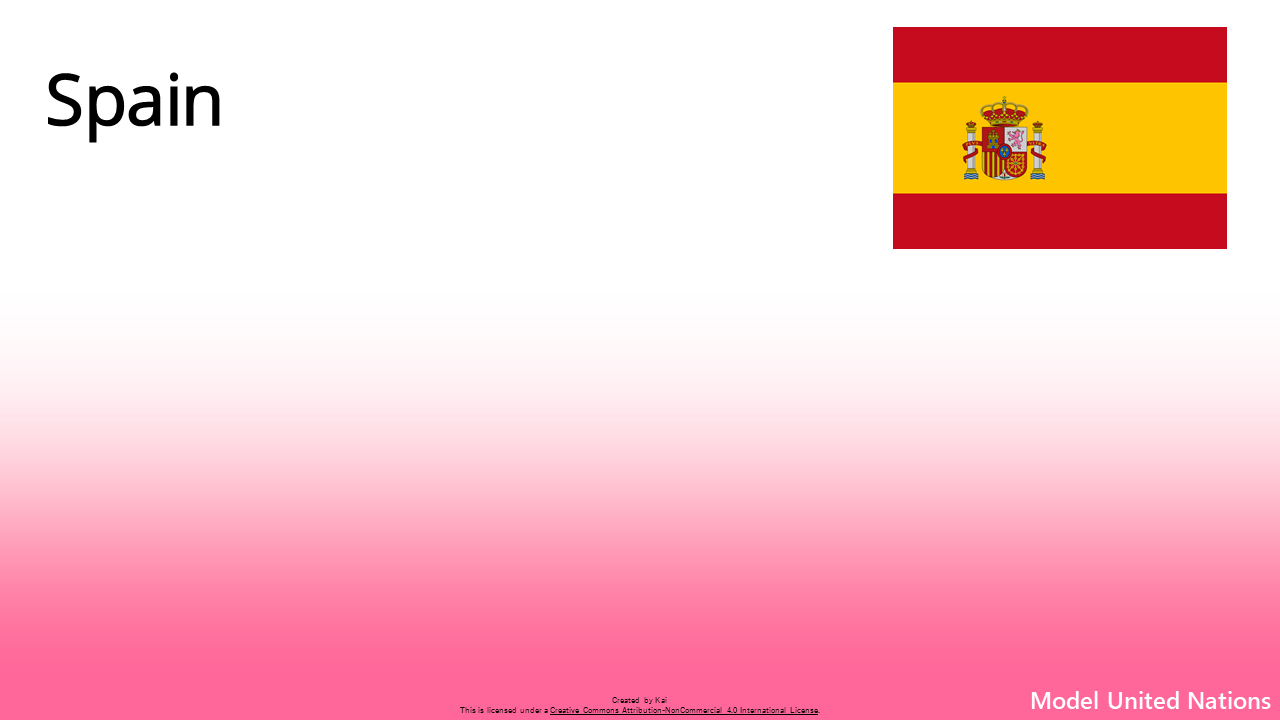 Spain
Created by Kai
This is licensed under a Creative Commons Attribution-NonCommercial 4.0 International License.
Model United Nations